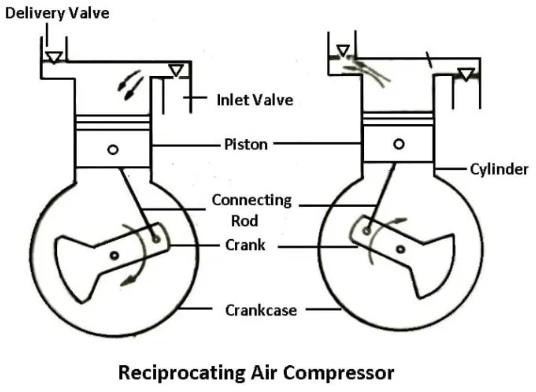 Delivery Valve
Inlet Valve
Piston
Cylinder
Connecting
Rod
Crank
Crankcase
Reciprocating Air Compressor